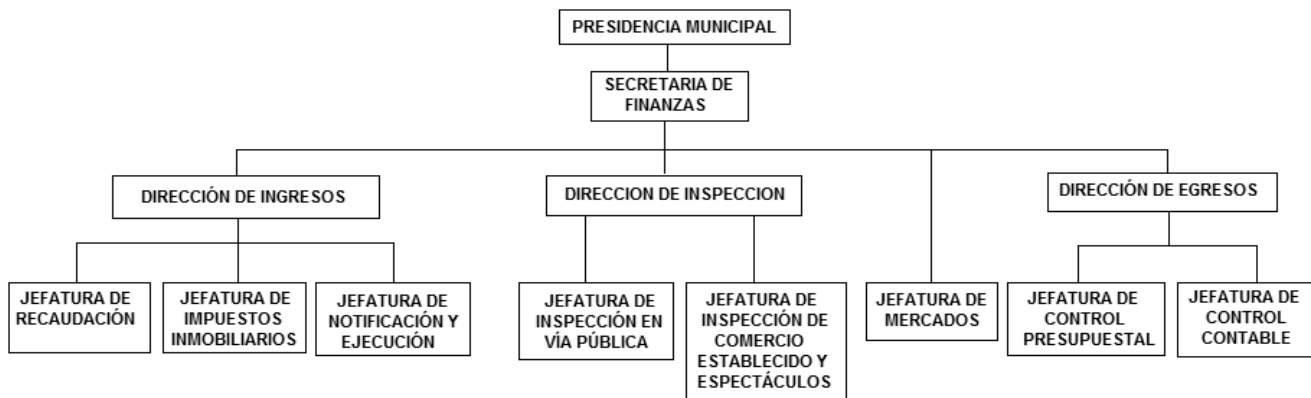 PRESIDENCIA MUNICIPAL
SECRETARIA DE
FINANZAS
DIRECCIÓN DE INGRESOS
DIRECCION DE INSPECCION
DIRECCIÓN DE EGRESOS
JEFATURA DE
RECAUDACIÓN
JEFATURA DE
IMPUESTOS
INMOBILIARIOS
JEFATURA DE
NOTIFICACIÓN Y
EJECUCIÓN
JEFATURA DE
INSPECCIÓN EN
VÍA PÚBLICA
JEFATURA DE
INSPECCIÓN DE
COMERCIO
ESTABLECIDO Y
ESPECTÁCULOS
JEFATURA DE
MERCADOS
JEFATURA DE
CONTROL
PRESUPUESTAL
JEFATURA DE
CONTROL
CONTABLE